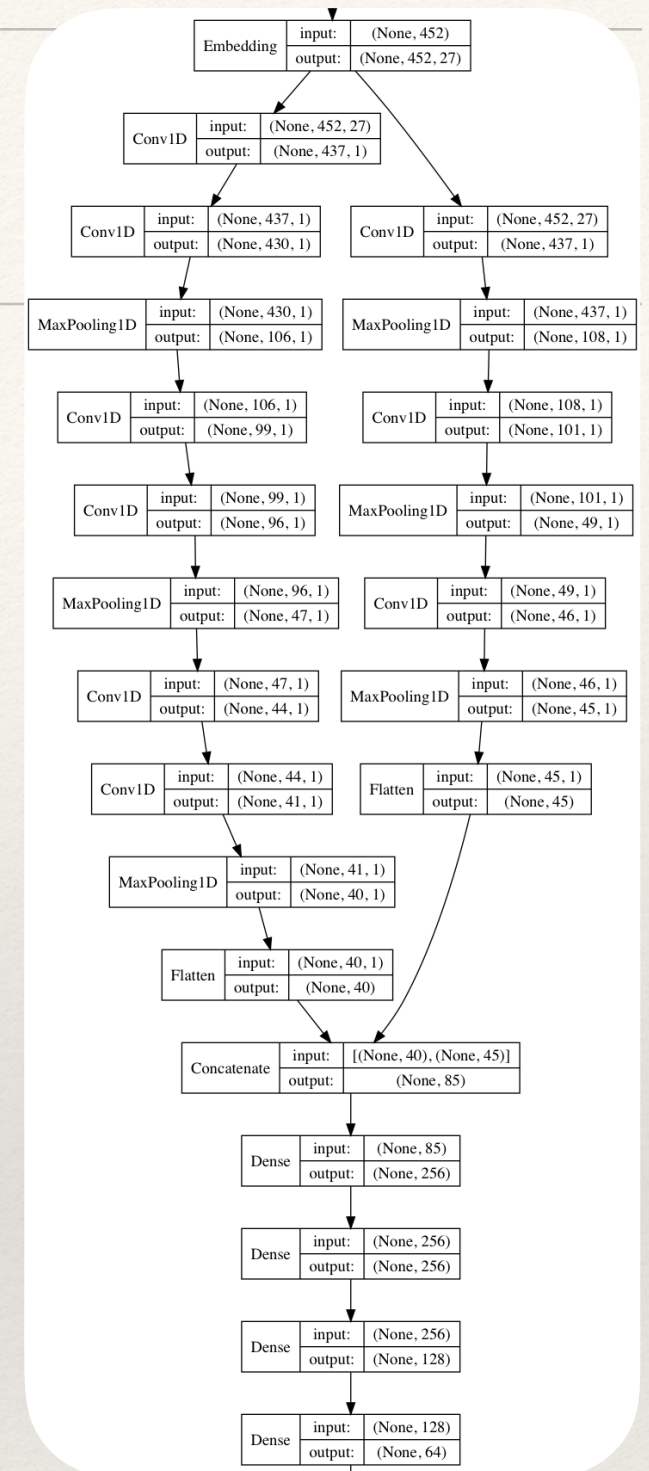 Embedding
input: (None, 452)
output: (None, 452, 27)
Conv1D
input: (None, 452, 27)
output: (None, 437, 1)
Conv1D
input: (None, 437, 1)
output: (None, 430, 1)
Conv1D
input: (None, 452, 27)
output: (None, 437, 1)
MaxPooling1D
input: (None, 430, 1)
output: (None, 106, 1)
MaxPooling1D
input: (None, 437, 1)
output: (None, 108, 1)
Conv1D
input: (None, 106, 1)
output: (None, 99, 1)
Conv1D
input: (None, 108, 1)
output: (None, 101, 1)
Conv1D
input: (None, 99, 1)
output: (None, 96, 1)
MaxPooling1D
input: (None, 101, 1)
output: (None, 49, 1)
MaxPooling1D
input: (None, 96, 1)
output: (None, 47, 1)
Conv1D
input: (None, 49, 1)
output: (None, 46, 1)
Conv1D
input: (None, 47, 1)
output: (None, 44, 1)
MaxPooling1D
input: (None, 46, 1)
output: (None, 45, 1)
Conv1D
input: (None, 44, 1)
output: (None, 41, 1)
Flatten
input: (None, 45, 1)
output: (None, 45)
MaxPooling1D
input: (None, 41, 1)
output: (None, 40, 1)
Flatten
input: (None, 40, 1)
output: (None, 40)
Concatenate
input: [(None, 40), (None, 45)]
output: (None, 85)
Dense
input: (None, 85)
output: (None, 256)
Dense
input: (None, 256)
output: (None, 256)
Dense
input: (None, 256)
output: (None, 128)
Dense
input: (None, 128)
output: (None, 64)